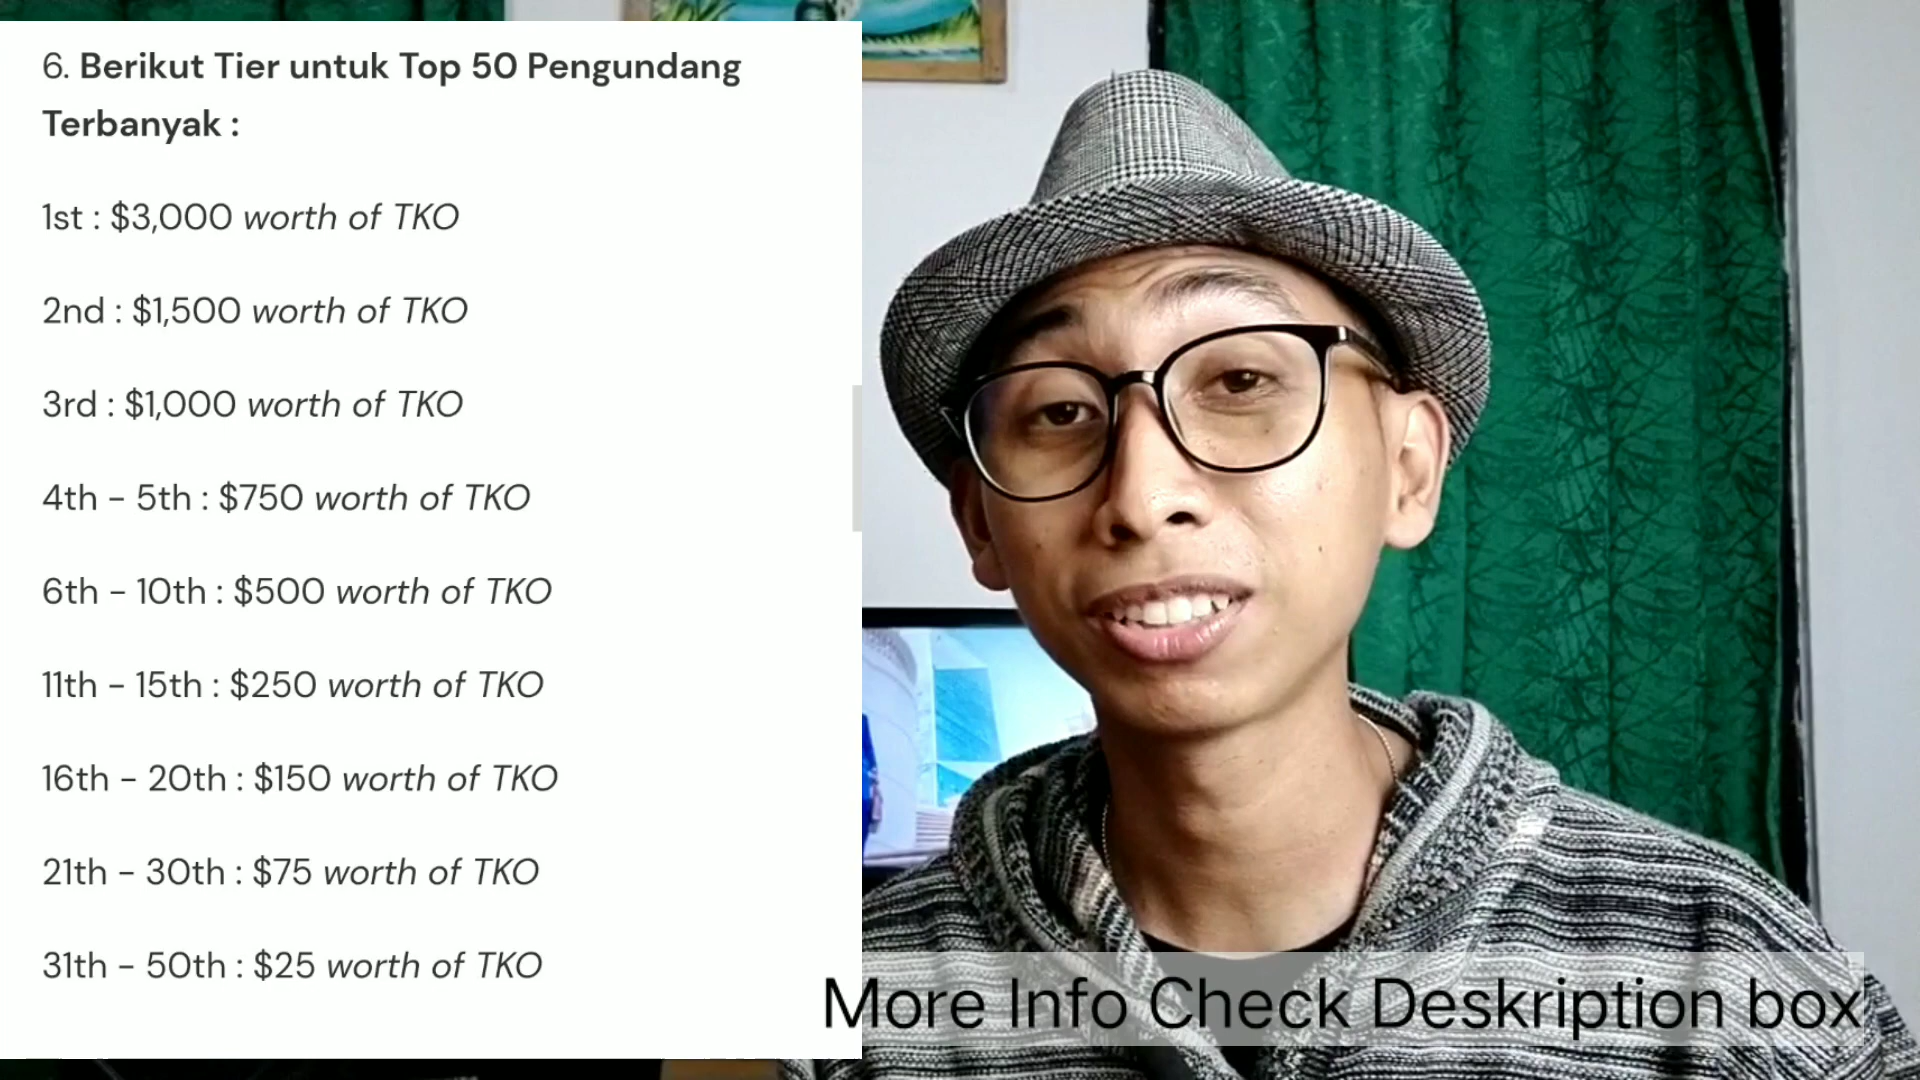 6. Berikut Tier untuk Top 50 Pengundang
Terbanyak :
1st : $3,000 worth of TKO
2nd : $1,500 worth of TKO
3rd : $1,000 worth of TKO
4th - 5th : $750 worth of TKO
6th - 10th : $500 worth of TKO
11th - 15th : $250 worth of TKO
16th - 20th : $150 worth of TKO
21th - 30th : $75 worth of TKO
31th - 50th : $25 worth of TKO
More Info Check Deskription box